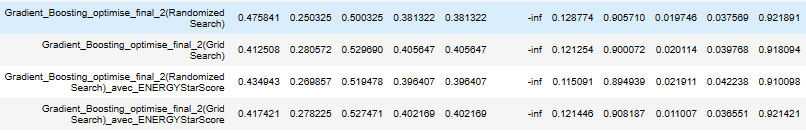 Gradient_Boosting_optimise_final_2(Randomized
Search) 0.475841 0.250325 0.500325 0.381322 0.381322 -inf 0.128774 0.905710 0.019746 0.037569 0.921891
Gradient_Boosting_optimise_final_2(Grid
Search) 0.412508 0.280572 0.529690 0.405647 0.405647 -inf 0.121254 0.900072 0.020114 0.039768 0.918094
Gradient_Boosting_optimise_final_2(Randomized
Search)_avec_ENERGYStarScore 0.434943 0.269857 0.519478 0.396407 0.396407 -inf 0.115091 0.894939 0.021911 0.042238 0.910098
Gradient_Boosting_optimise_final_2(Grid
Search)_avec_ENERGYStarScore 0.417421 0.278225 0.527471 0.402169 0.402169 -inf 0.121446 0.908187 0.011007 0.036551 0.921421